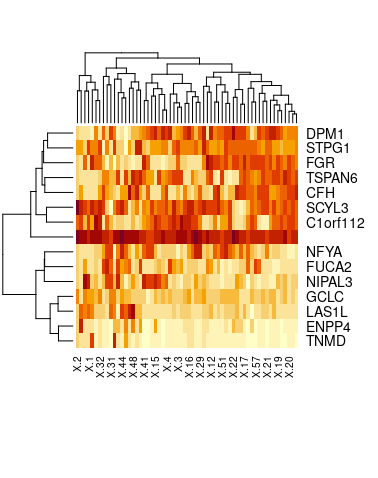 DPM1
STPG1
FGR
TSPAN6
CFH
SCYL3
C1orf112
NFYA
FUCA2
NIPAL3
GCLC
LAS1L
ENPP4
TNMD
X.2
X.1
X.32
X.31
X.44
X.48
X.41
X.15
X.4
X.3
X.16
X.29
X.12
X.51
X.22
X.17
X.57
X.21
X.19
X.20